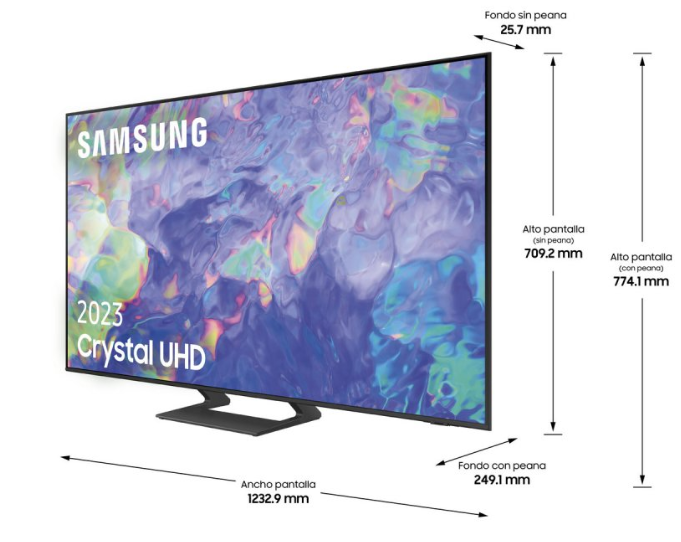 Fondo sin peana
25.7 mm
SAMSUNG
Alto pantalla
(sin peana)
709.2 mm
Alto pantalla
(con peana)
774.1 mm
2023
Crystal UHD
Fondo con peana
249.1 mm
Ancho pantalla
1232.9 mm